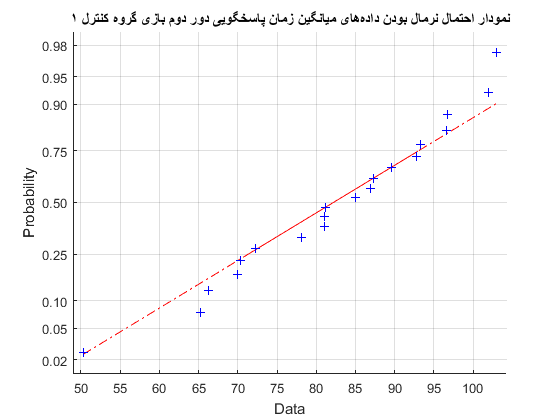 نمودار احتمال نرمال بودن داده‌های میانگین زمان پاسخگویی دور دوم بازی گروه کنترل ۱
0.98
0.95
0.90
0.75
0.50
0.25
0.10
0.05
0.02
Probability
50 55 60 65 70 75 80 85 90 95 100
Data